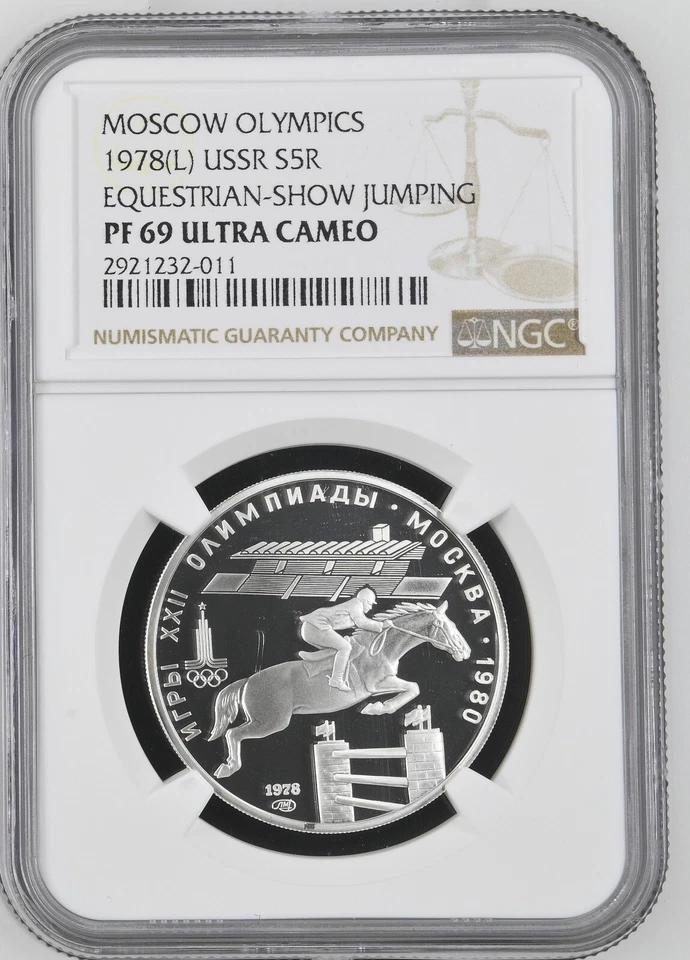 MOSCOW OLYMPICS
1978(L) USSR S5R
EQUESTRIAN-SHOW JUMPING
PF 69 ULTRA CAMEO
2921232-011
NUMISMATIC GUARANTY COMPANY
NGC®
ИГРЫ XXII ОЛИМПИАДЫ · МОСКВА · 1980
1978
ЛМД